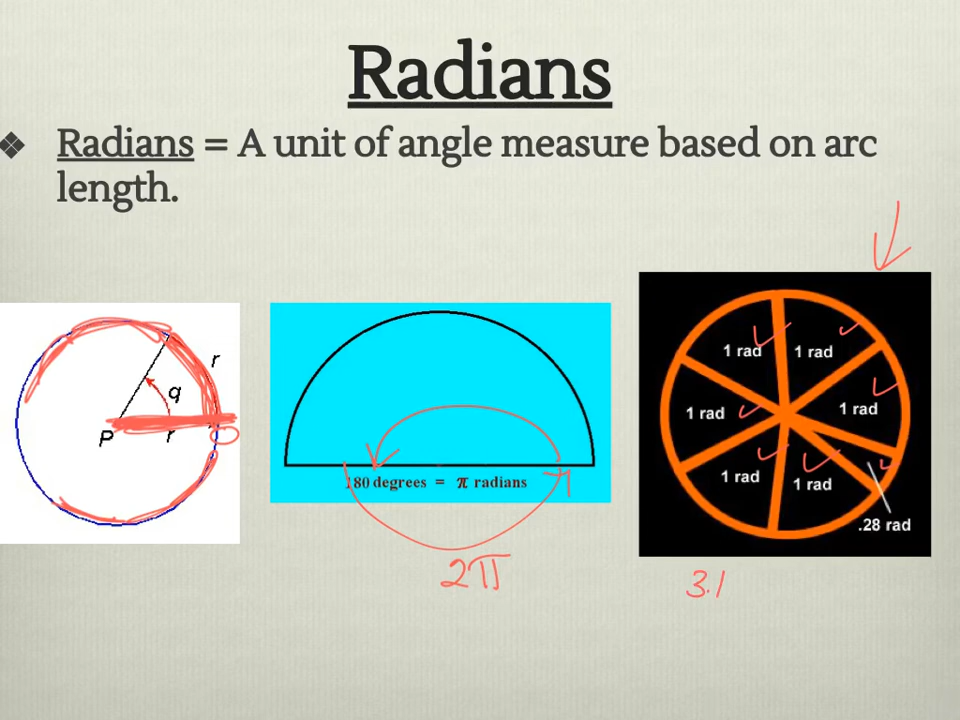 Radians
❖ Radians = A unit of angle measure based on arc
length.
r
q
P
r
180 degrees = π radians
2π
1 rad
1 rad
1 rad
1 rad
1 rad
1 rad
.28 rad
3.1